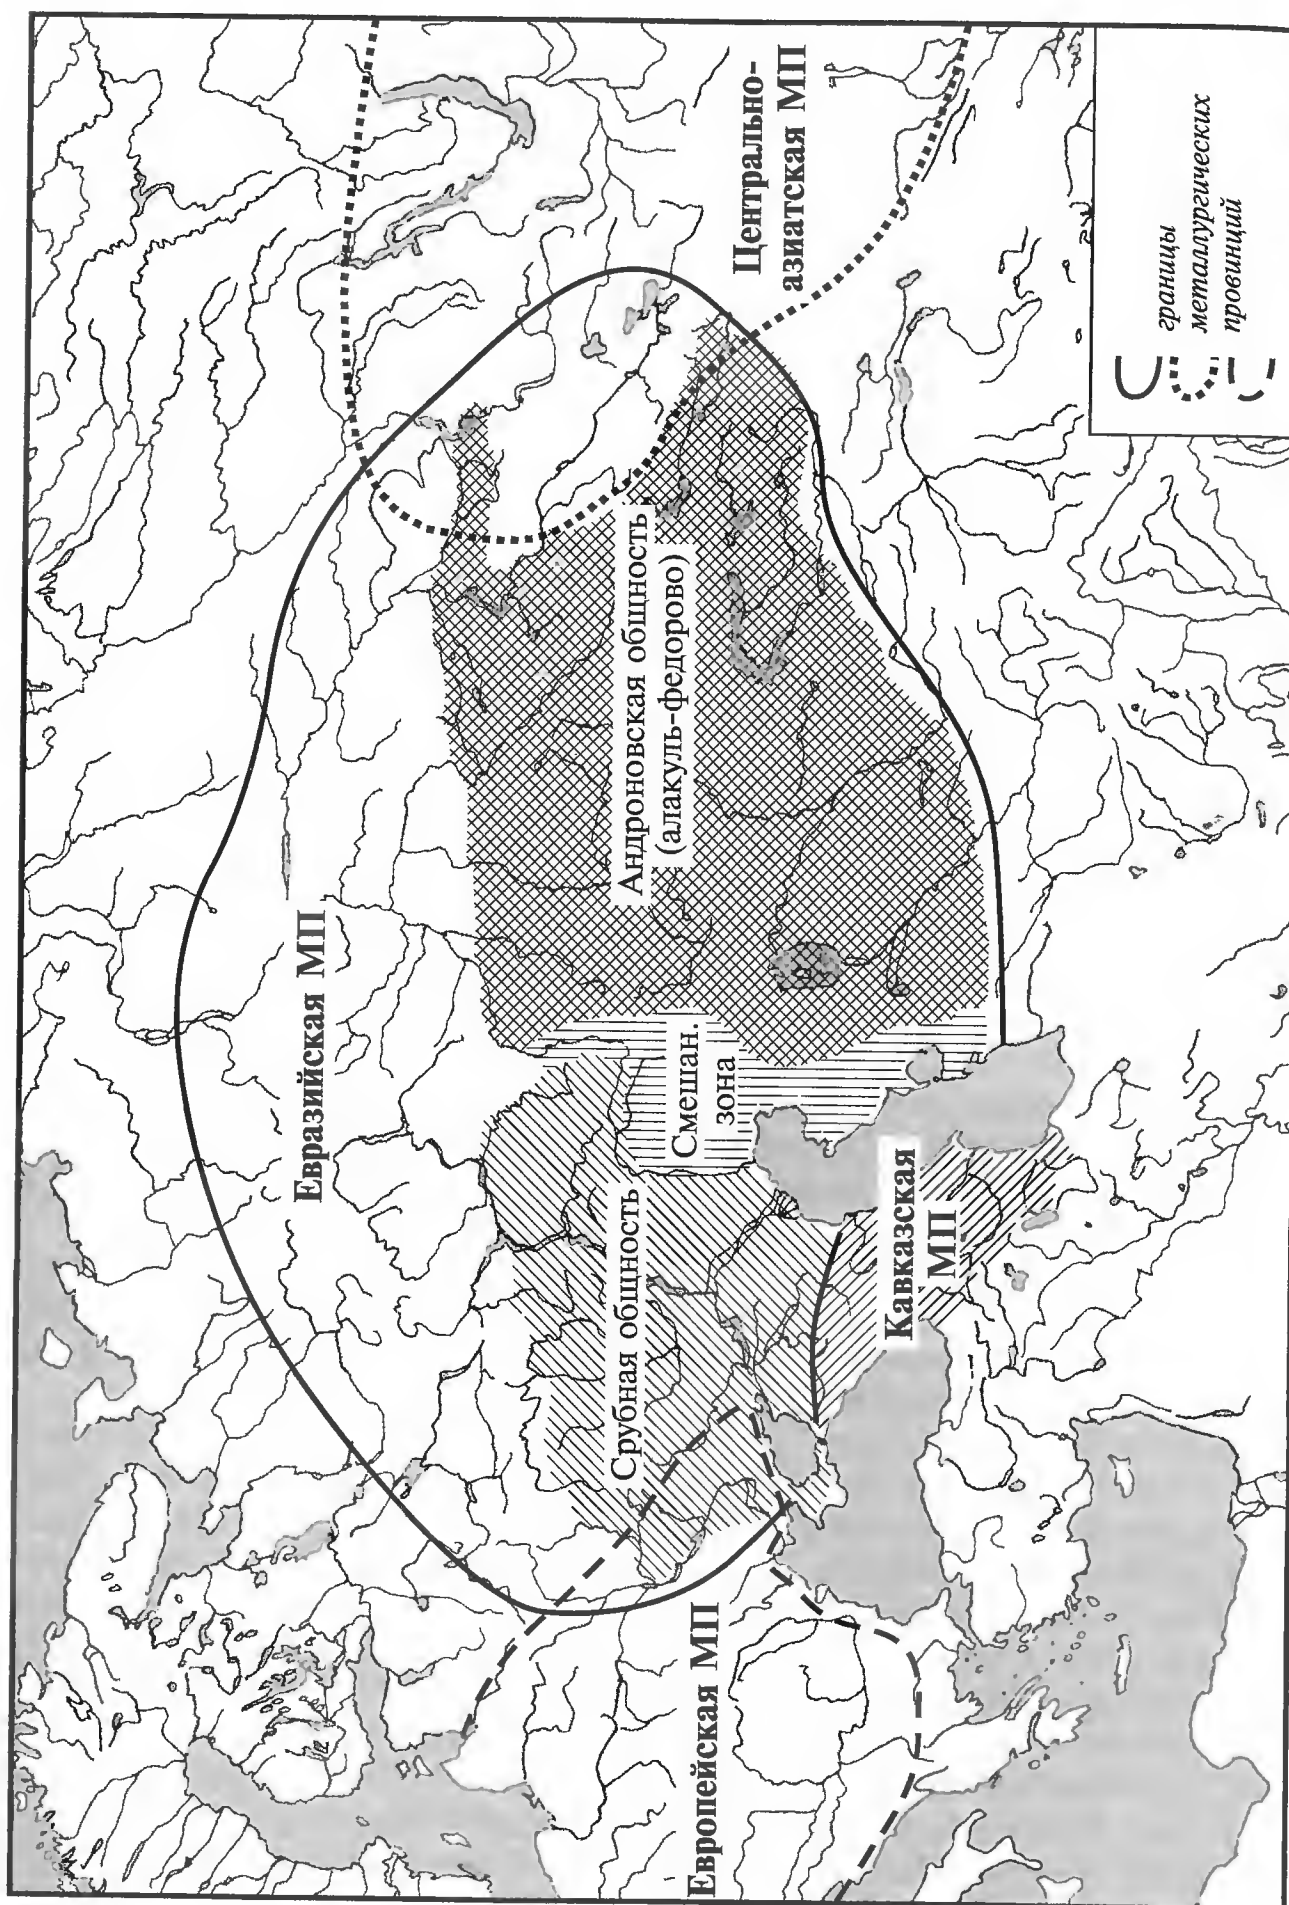 Евразийская МП
Центрально-
азиатская МП
Андроновская общность
(алакуль-федорово)
Смешан.
зона
Срубная общность
Кавказская
МП
Европейская МП
границы
металлургических
провинций